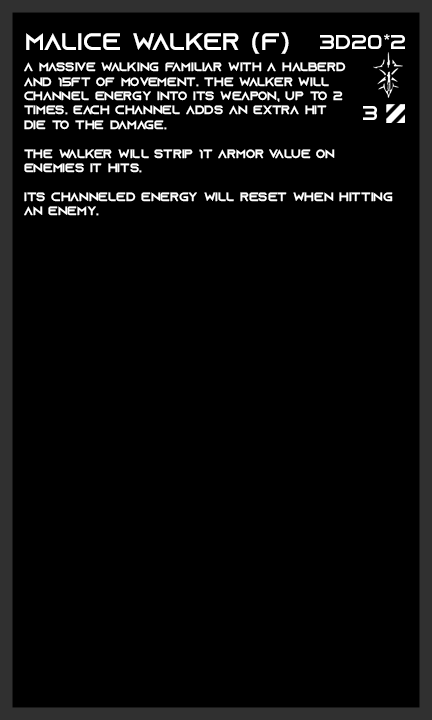 MALICE WALKER (F) 3D20*2
A MASSIVE WALKING FAMILIAR WITH A HALBERD
AND 15FT OF MOVEMENT. THE WALKER WILL
CHANNEL ENERGY INTO ITS WEAPON, UP TO 2
TIMES. EACH CHANNEL ADDS AN EXTRA HIT
DIE TO THE DAMAGE.
3
THE WALKER WILL STRIP 1T ARMOR VALUE ON
ENEMIES IT HITS.
ITS CHANNELED ENERGY WILL RESET WHEN HITTING
AN ENEMY.